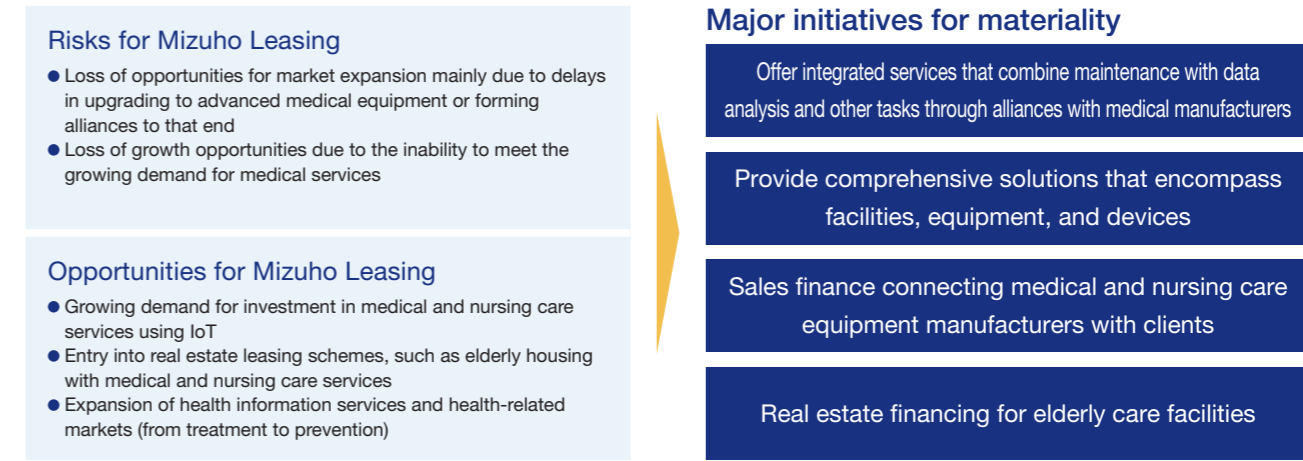 Risks for Mizuho Leasing
● Loss of opportunities for market expansion mainly due to delays
in upgrading to advanced medical equipment or forming
alliances to that end
● Loss of growth opportunities due to the inability to meet the
growing demand for medical services
Opportunities for Mizuho Leasing
● Growing demand for investment in medical and nursing care
services using IoT
● Entry into real estate leasing schemes, such as elderly housing
with medical and nursing care services
● Expansion of health information services and health-related
markets (from treatment to prevention)
Major initiatives for materiality
Offer integrated services that combine maintenance with data
analysis and other tasks through alliances with medical manufacturers
Provide comprehensive solutions that encompass
facilities, equipment, and devices
Sales finance connecting medical and nursing care
equipment manufacturers with clients
Real estate financing for elderly care facilities